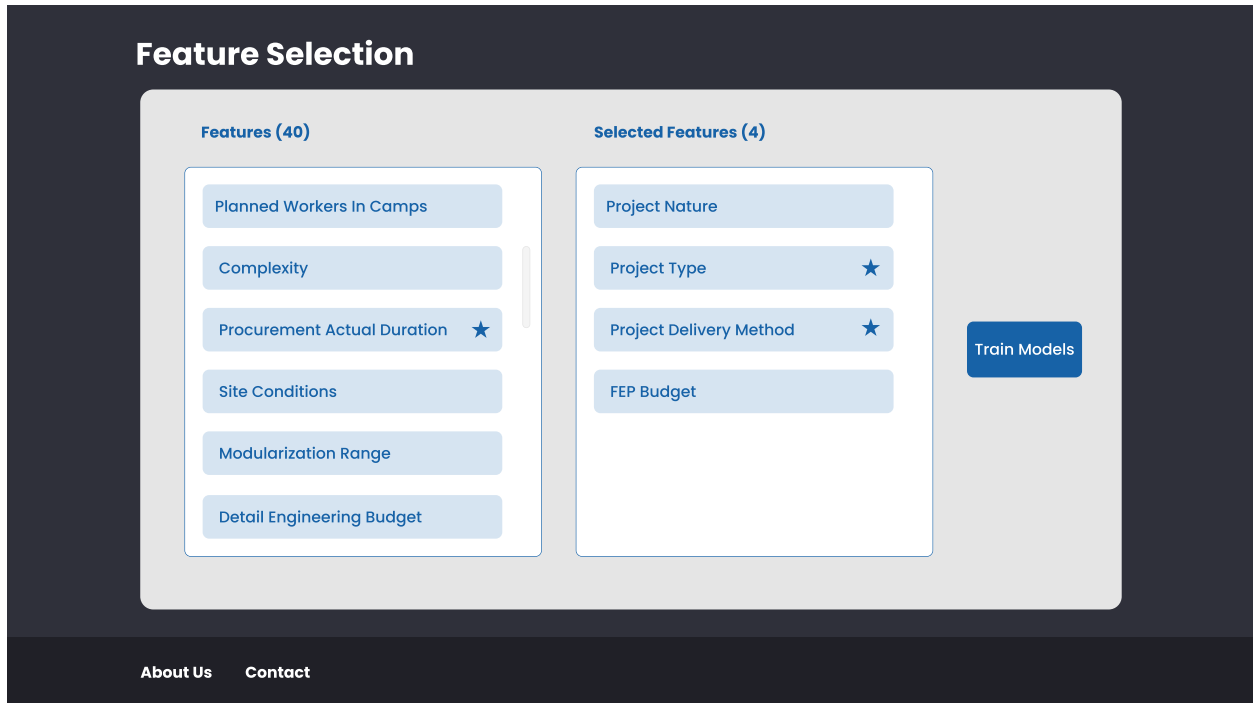 Feature Selection
Features (40)
Planned Workers In Camps
Complexity
Procurement Actual Duration
Site Conditions
Modularization Range
Detail Engineering Budget
Selected Features (4)
Project Nature
Project Type
Project Delivery Method
FEP Budget
Train Models
About Us
Contact